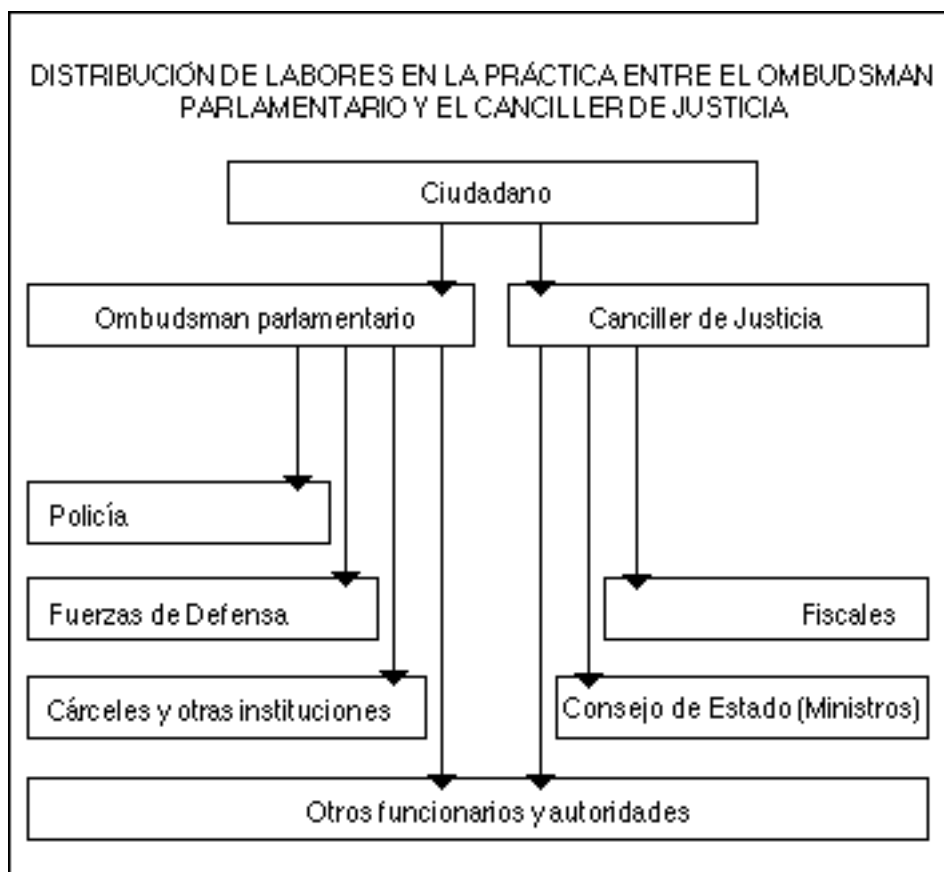 DISTRIBUCIÓN DE LABORES EN LA PRÁCTICA ENTRE EL OMBUDSMAN
PARLAMENTARIO Y EL CANCILLER DE JUSTICIA
Ciudadano
Ombudsman parlamentario
Canciller de Justicia
Policía
Fuerzas de Defensa
Fiscales
Cárceles y otras instituciones
Consejo de Estado (Ministros)
Otros funcionarios y autoridades